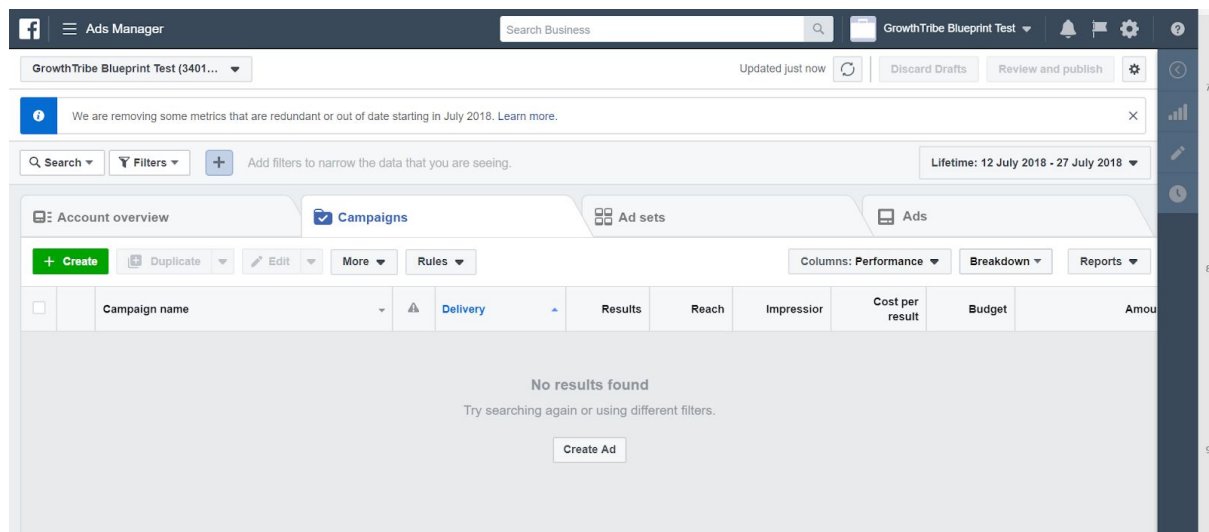 f Ads Manager Search Business GrowthTribe Blueprint Test
GrowthTribe Blueprint Test (3401... Updated just now Discard Drafts Review and publish
We are removing some metrics that are redundant or out of date starting in July 2018. Learn more.
Search Filters + Add filters to narrow the data that you are seeing. Lifetime: 12 July 2018 - 27 July 2018
Account overview Campaigns Ad sets Ads
+ Create Duplicate Edit More Rules Columns: Performance Breakdown Reports
Campaign name Delivery Results Reach Impression Cost per result Budget Amou
No results found
Try searching again or using different filters.
Create Ad